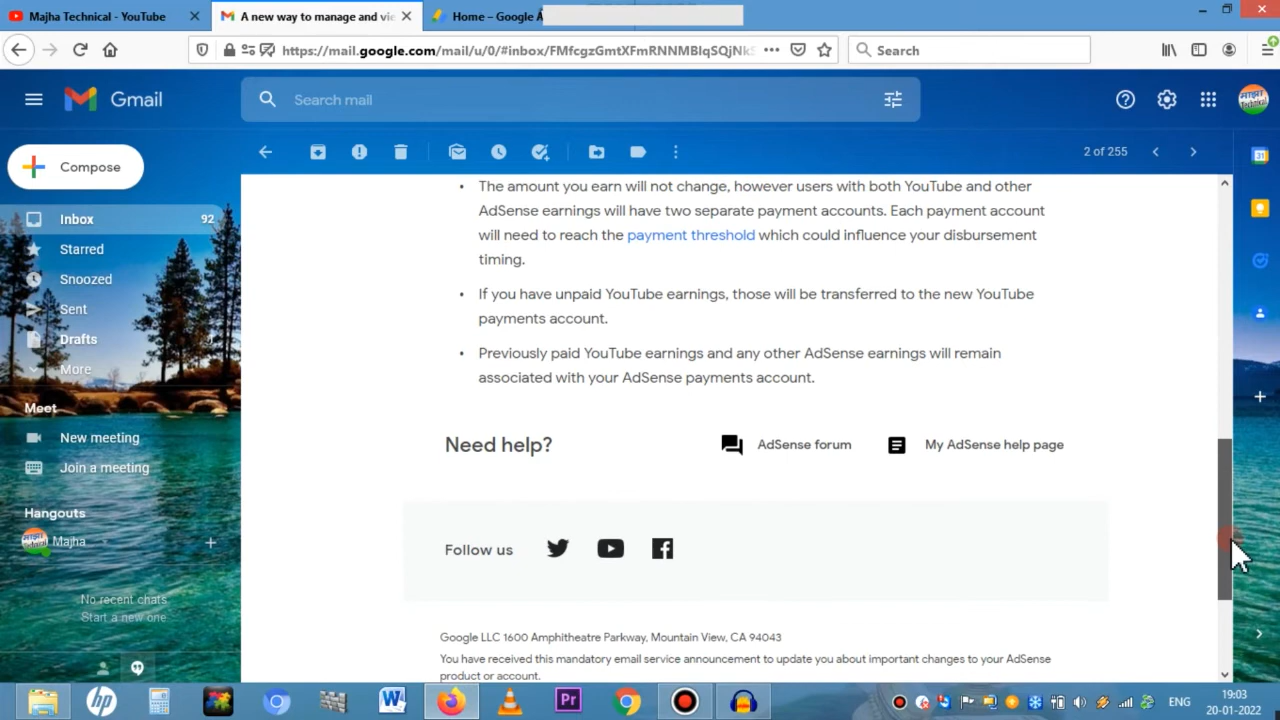 Majha Technical - YouTube
A new way to manage and vie
Home – Google A
https://mail.google.com/mail/u/0/#inbox/FMfcgzGmtXFmRNNMBlqSQjNkS
Search
Gmail
Search mail
Compose
2 of 255
Inbox 92
Starred
Snoozed
Sent
Drafts
More
Meet
New meeting
Join a meeting
Hangouts
Majha
No recent chats
Start a new one
• The amount you earn will not change, however users with both YouTube and other
AdSense earnings will have two separate payment accounts. Each payment account
will need to reach the payment threshold which could influence your disbursement
timing.
• If you have unpaid YouTube earnings, those will be transferred to the new YouTube
payments account.
• Previously paid YouTube earnings and any other AdSense earnings will remain
associated with your AdSense payments account.
Need help?
AdSense forum
My AdSense help page
Follow us
Google LLC 1600 Amphitheatre Parkway, Mountain View, CA 94043
You have received this mandatory email service announcement to update you about important changes to your AdSense
product or account.
31
hp
W
Pr
ENG
19:03
20-01-2022